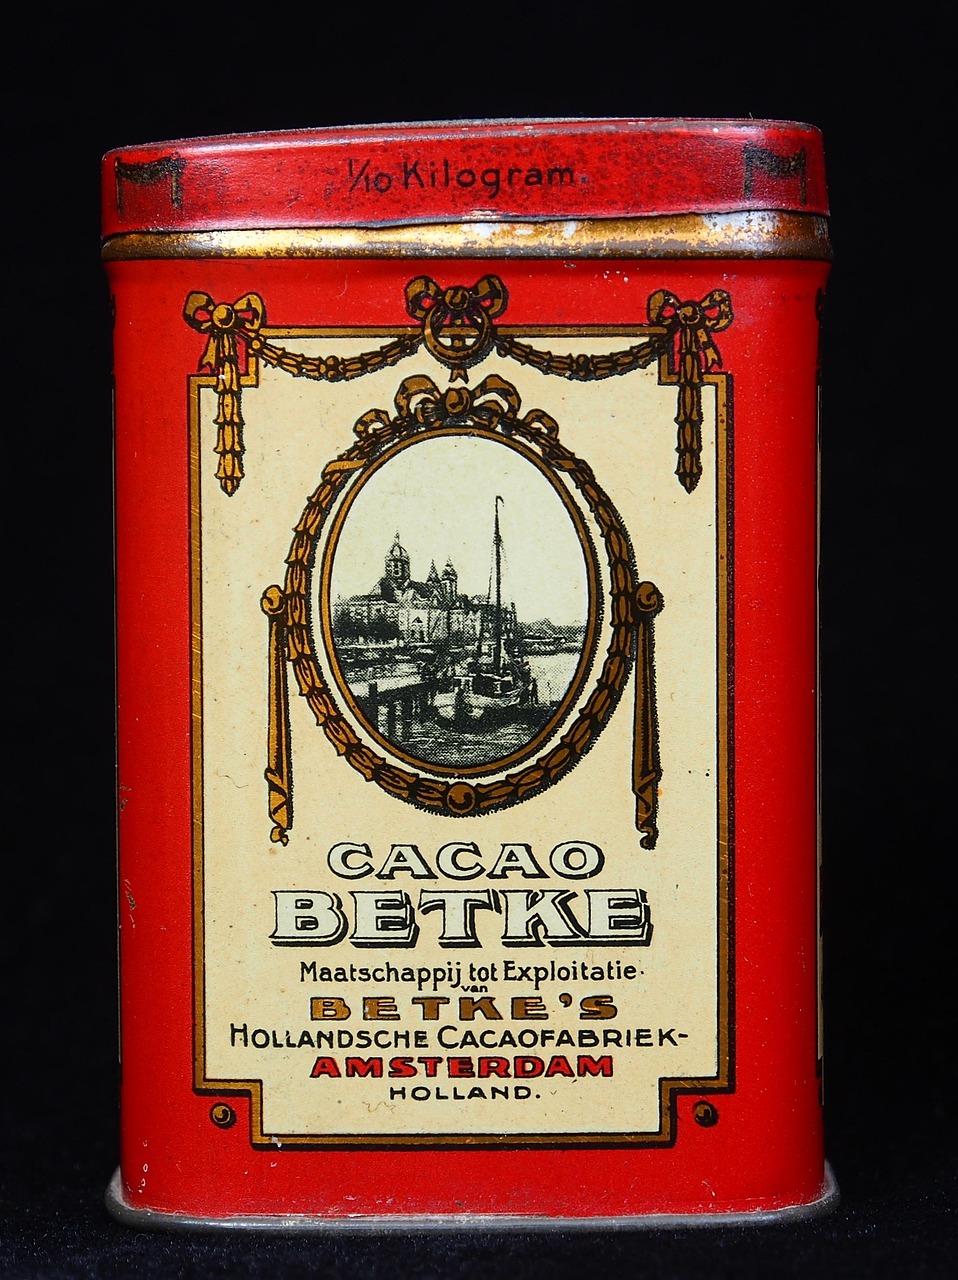 1/10 Kilogram.
CACAO
BETKE
Maatschappij tot Exploitatie.
van
BETKE'S
HOLLANDSCHE CACAOFABRIEK-
AMSTERDAM
HOLLAND.